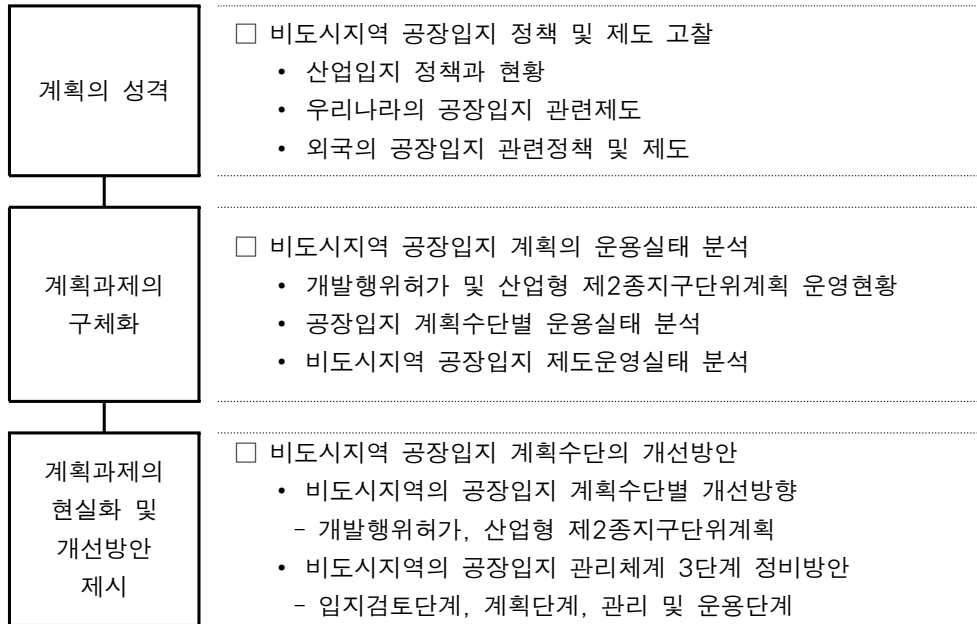 계획의 성격
□ 비도시지역 공장입지 정책 및 제도 고찰
• 산업입지 정책과 현황
• 우리나라의 공장입지 관련제도
• 외국의 공장입지 관련정책 및 제도
계획과제의
구체화
□ 비도시지역 공장입지 계획의 운용실태 분석
• 개발행위허가 및 산업형 제2종지구단위계획 운영현황
• 공장입지 계획수단별 운용실태 분석
• 비도시지역 공장입지 제도운영실태 분석
계획과제의
현실화 및
개선방안
제시
□ 비도시지역 공장입지 계획수단의 개선방안
• 비도시지역의 공장입지 계획수단별 개선방향
- 개발행위허가, 산업형 제2종지구단위계획
• 비도시지역의 공장입지 관리체계 3단계 정비방안
- 입지검토단계, 계획단계, 관리 및 운용단계